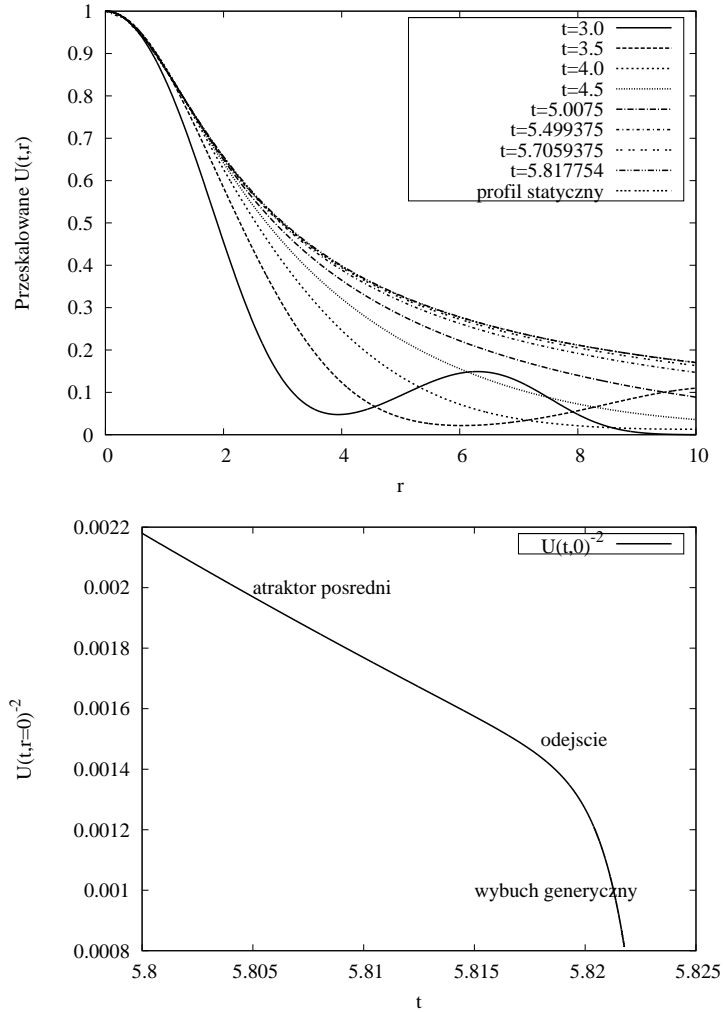 Przeskalowane U(t,r)
1
0.9
0.8
0.7
0.6
0.5
0.4
0.3
0.2
0.1
0
t=3.0
t=3.5
t=4.0
t=4.5
t=5.0075
t=5.499375
t=5.7059375
t=5.817754
profil statyczny
0 2 4 6 8 10
r
U(t,r=0)^-2
0.0022
0.002
0.0018
0.0016
0.0014
0.0012
0.001
0.0008
U(t,0)^-2
atraktor posredni
odejscie
wybuch generyczny
5.8 5.805 5.81 5.815 5.82 5.825
t